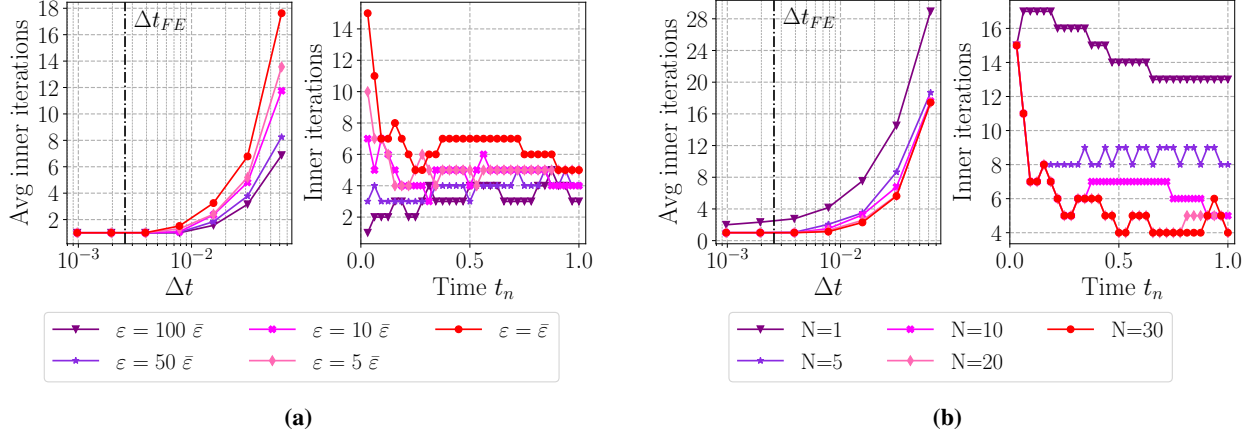 Avg inner iterations
18
16
14
12
10
8
6
4
2
Δt_FE
10⁻³
10⁻²
Δt
Inner iterations
14
12
10
8
6
4
2
0.0
0.5
1.0
Time t_n
ε = 100 ε̄
ε = 10 ε̄
ε = ε̄
ε = 50 ε̄
ε = 5 ε̄
(a)
Avg inner iterations
28
24
20
16
12
8
4
0
Δt_FE
10⁻³
10⁻²
Δt
Inner iterations
16
14
12
10
8
6
4
0.0
0.5
1.0
Time t_n
N=1
N=10
N=30
N=5
N=20
(b)